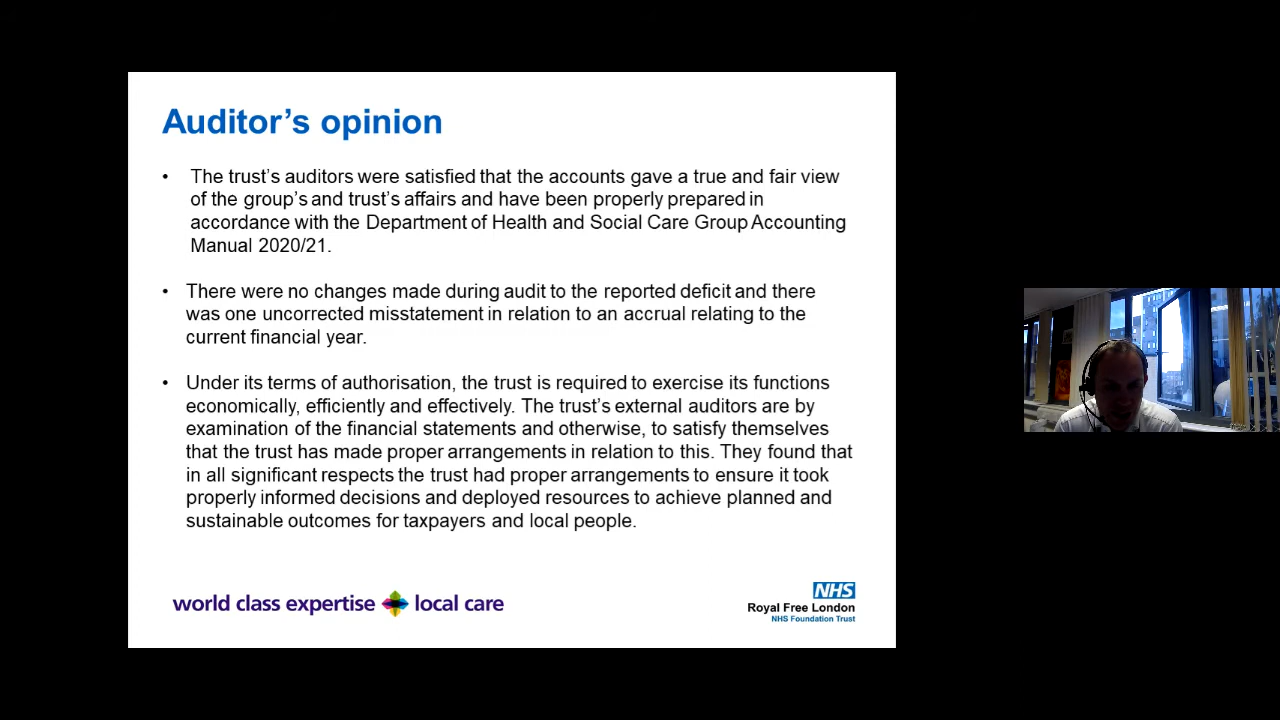 Auditor’s opinion
• The trust’s auditors were satisfied that the accounts gave a true and fair view
of the group’s and trust’s affairs and have been properly prepared in
accordance with the Department of Health and Social Care Group Accounting
Manual 2020/21.
• There were no changes made during audit to the reported deficit and there
was one uncorrected misstatement in relation to an accrual relating to the
current financial year.
• Under its terms of authorisation, the trust is required to exercise its functions
economically, efficiently and effectively. The trust’s external auditors are by
examination of the financial statements and otherwise, to satisfy themselves
that the trust has made proper arrangements in relation to this. They found that
in all significant respects the trust had proper arrangements to ensure it took
properly informed decisions and deployed resources to achieve planned and
sustainable outcomes for taxpayers and local people.
world class expertise local care
NHS
Royal Free London
NHS Foundation Trust